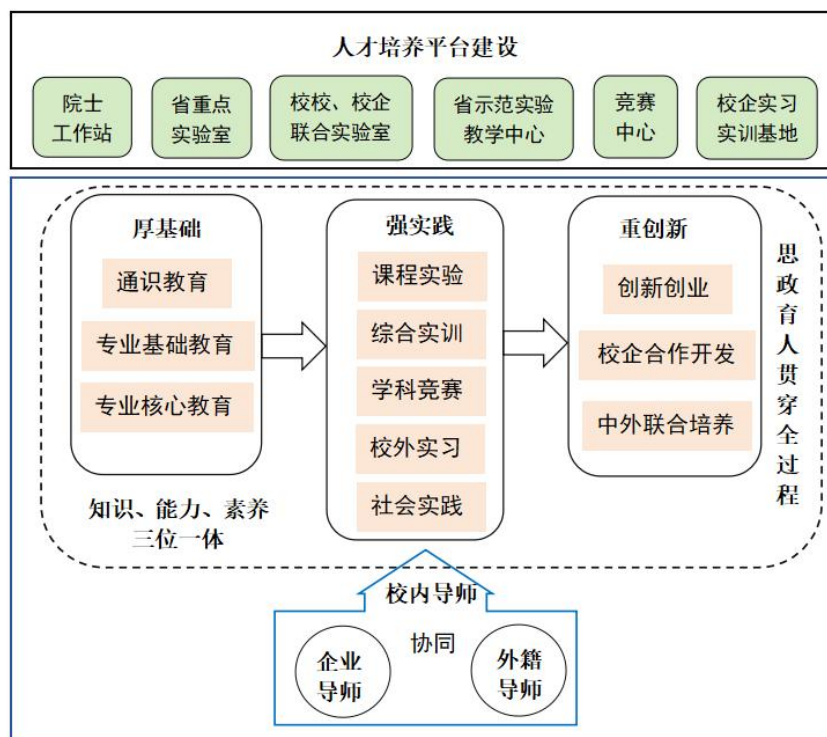 人才培养平台建设
院士
工作站
省重点
实验室
校校、校企
联合实验室
省示范实验
教学中心
竞赛
中心
校企实习
实训基地
厚基础
通识教育
专业基础教育
专业核心教育
强实践
课程实验
综合实训
学科竞赛
校外实习
社会实践
重创新
创新创业
校企合作开发
中外联合培养
思政育人贯穿全过程
知识、能力、素养
三位一体
校内导师
协同
企业
导师
外籍
导师